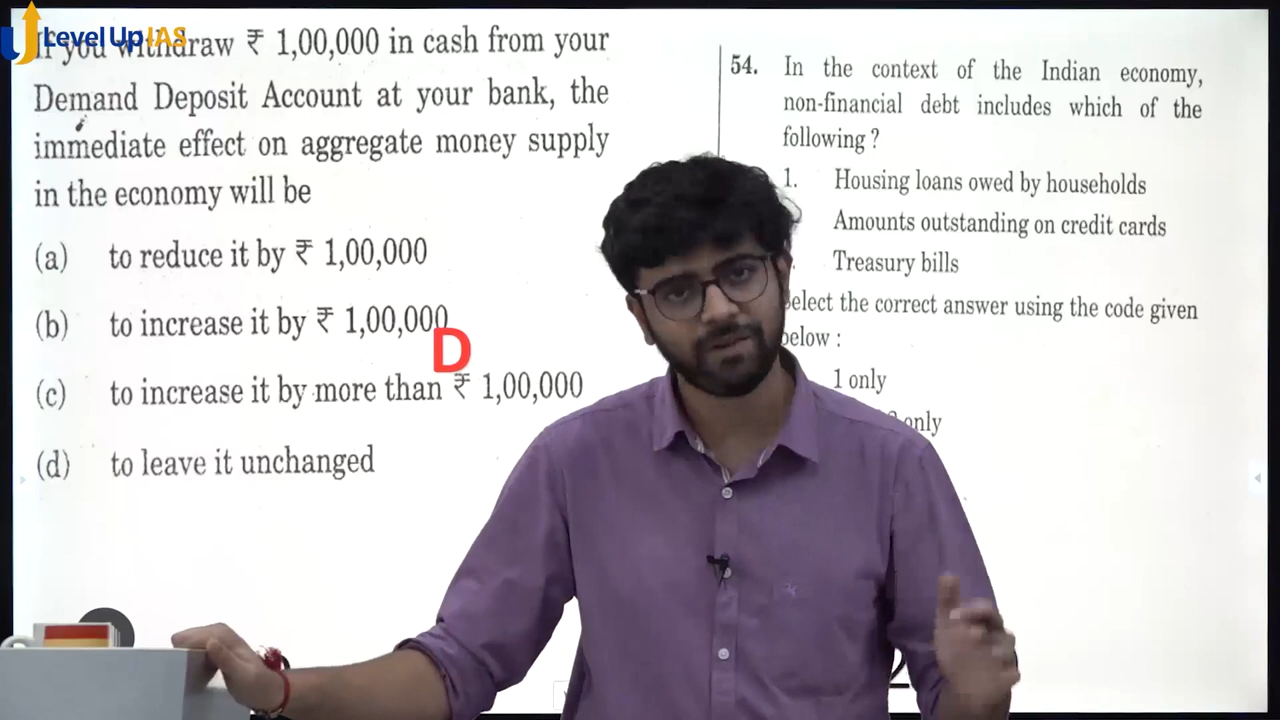 Level Up IAS
If you withdraw ₹ 1,00,000 in cash from your
Demand Deposit Account at your bank, the
immediate effect on aggregate money supply
in the economy will be
(a) to reduce it by ₹ 1,00,000
(b) to increase it by ₹ 1,00,000
D
(c) to increase it by more than ₹ 1,00,000
(d) to leave it unchanged
54. In the context of the Indian economy,
non-financial debt includes which of the
following ?
1. Housing loans owed by households
Amounts outstanding on credit cards
Treasury bills
Select the correct answer using the code given
below :
1 only
only